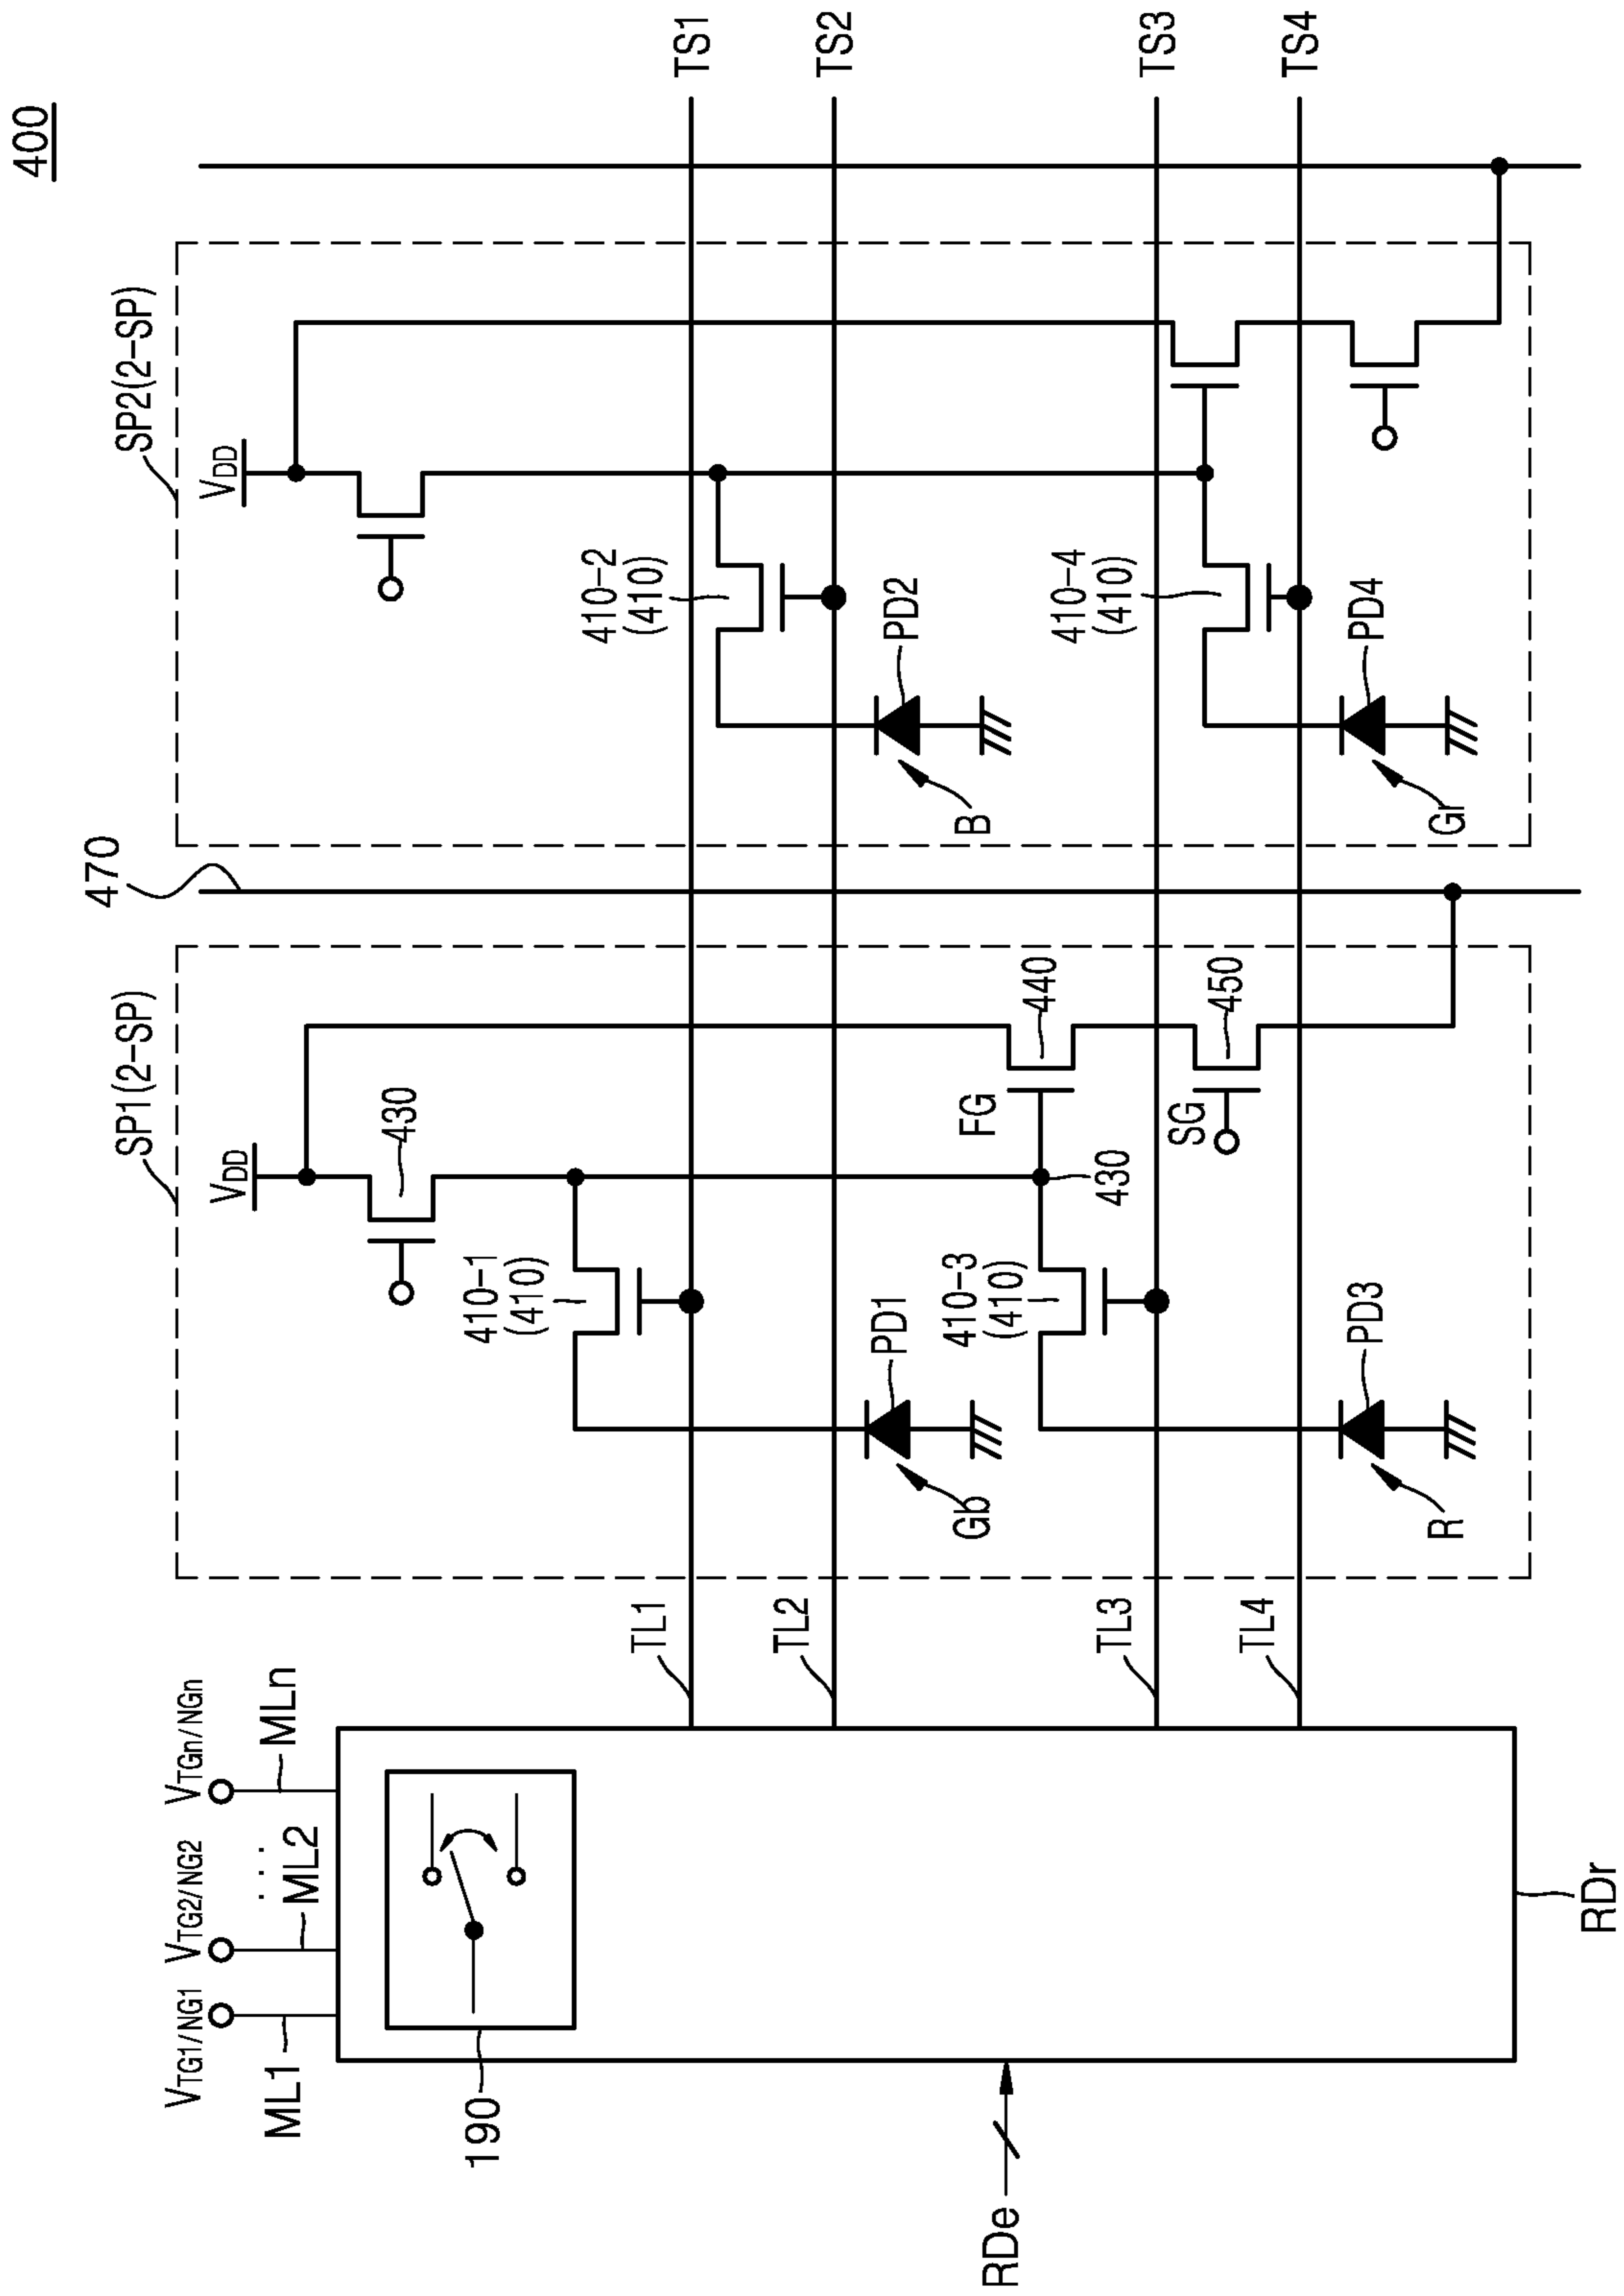 400
SP1(2-SP)
470
SP2(2-SP)
VTG1/NG1
VTG2/NG2
VTGn/NGn
ML1
ML2
...
MLn
190
RDe
RDr
TL1
TL2
TL3
TL4
VDD
430
410-1
(410)
PD1
Gb
FG
440
430
SG
450
410-3
(410)
PD3
R
VDD
410-2
(410)
PD2
B
410-4
(410)
PD4
Gr
TS1
TS2
TS3
TS4